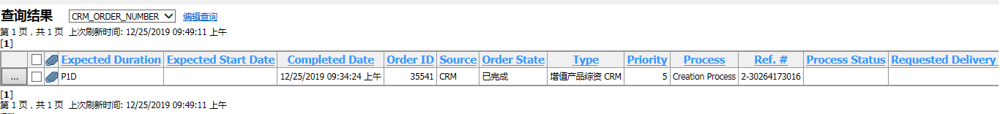 查询结果 CRM_ORDER_NUMBER 编辑查询
第 1 页，共 1 页 上次刷新时间: 12/25/2019 09:49:11 上午
[1]
Expected Duration Expected Start Date Completed Date Order ID Source Order State Type Priority Process Ref. # Process Status Requested Delivery
... P1D 12/25/2019 09:34:24 上午 35541 CRM 已完成 增值产品综资 CRM 5 Creation Process 2-30264173016
[1]
第 1 页，共 1 页 上次刷新时间: 12/25/2019 09:49:11 上午